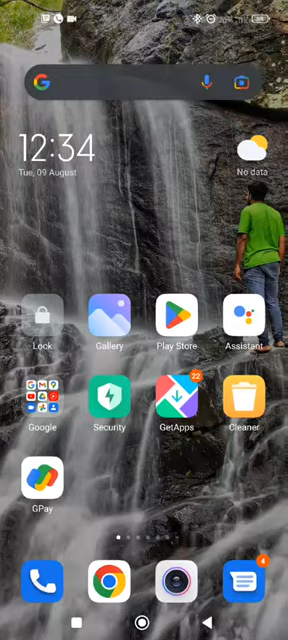 12:34
Tue, 09 August
No data
Lock
Gallery
Play Store
Assistant
Google
Security
22
GetApps
Cleaner
GPay
4